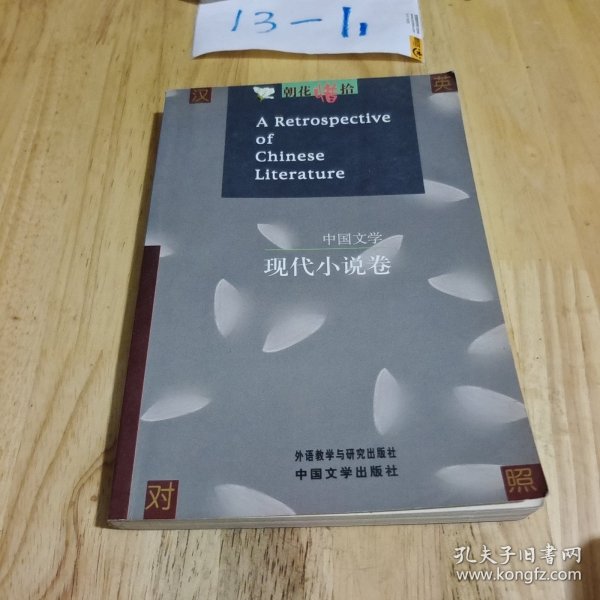 13-11
汉
朝花惜拾
英
A Retrospective
of
Chinese
Literature
中国文学
现代小说卷
外语教学与研究出版社
中国文学出版社
对
照
孔夫子旧书网
www.kongfz.com